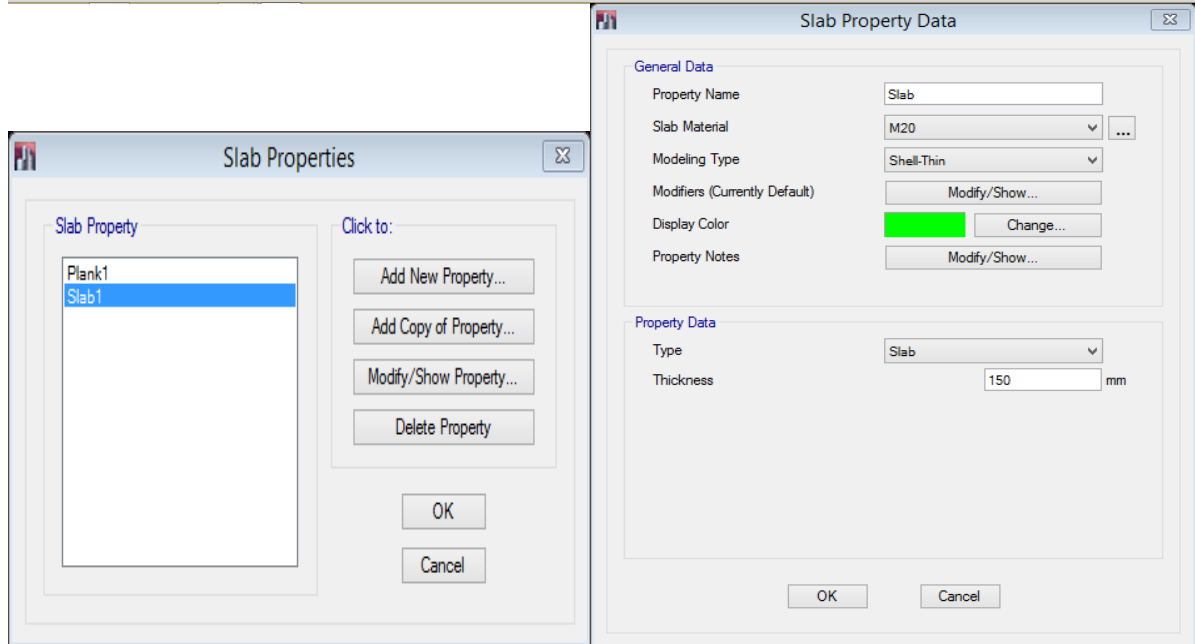 Slab Properties
Slab Property
Plank1
Slab1
Click to:
Add New Property...
Add Copy of Property...
Modify/Show Property...
Delete Property
OK
Cancel
Slab Property Data
General Data
Property Name Slab
Slab Material M20 ...
Modeling Type Shell-Thin
Modifiers (Currently Default) Modify/Show...
Display Color Change...
Property Notes Modify/Show...
Property Data
Type Slab
Thickness 150 mm
OK Cancel